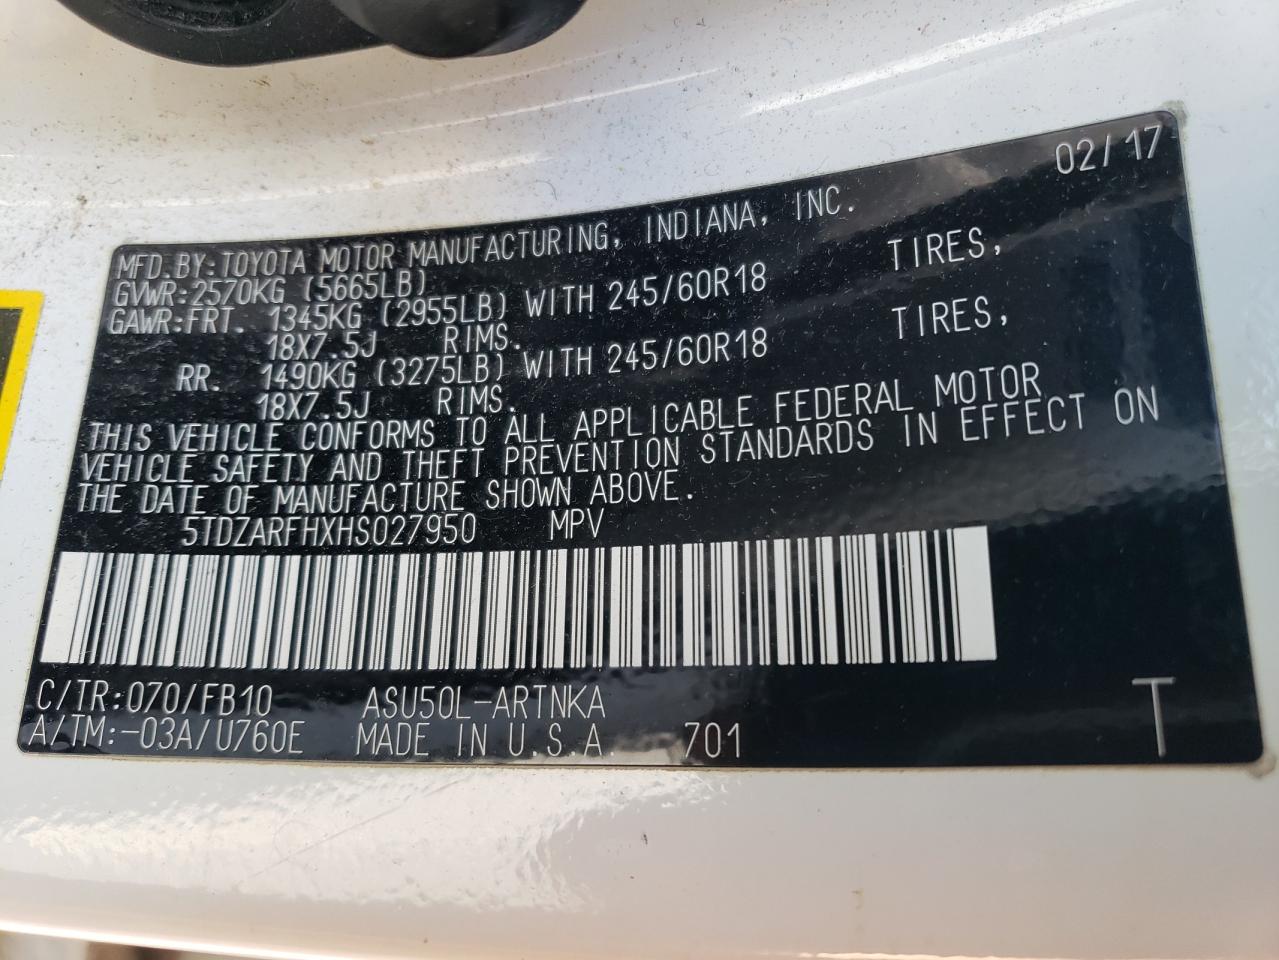 02/17
MFD.BY:TOYOTA MOTOR MANUFACTURING, INDIANA, INC.
GVWR:2570KG (5665LB)
GAWR:FRT. 1345KG (2955LB) WITH 245/60R18 TIRES,
18X7.5J RIMS.
RR. 1490KG (3275LB) WITH 245/60R18 TIRES,
18X7.5J RIMS.
THIS VEHICLE CONFORMS TO ALL APPLICABLE FEDERAL MOTOR
VEHICLE SAFETY AND THEFT PREVENTION STANDARDS IN EFFECT ON
THE DATE OF MANUFACTURE SHOWN ABOVE.
5TDZARFHXHS027950 MPV
C/TR:070/FB10 ASU50L-ARTNKA
A/TM:-03A/U760E MADE IN U.S.A. 701
T